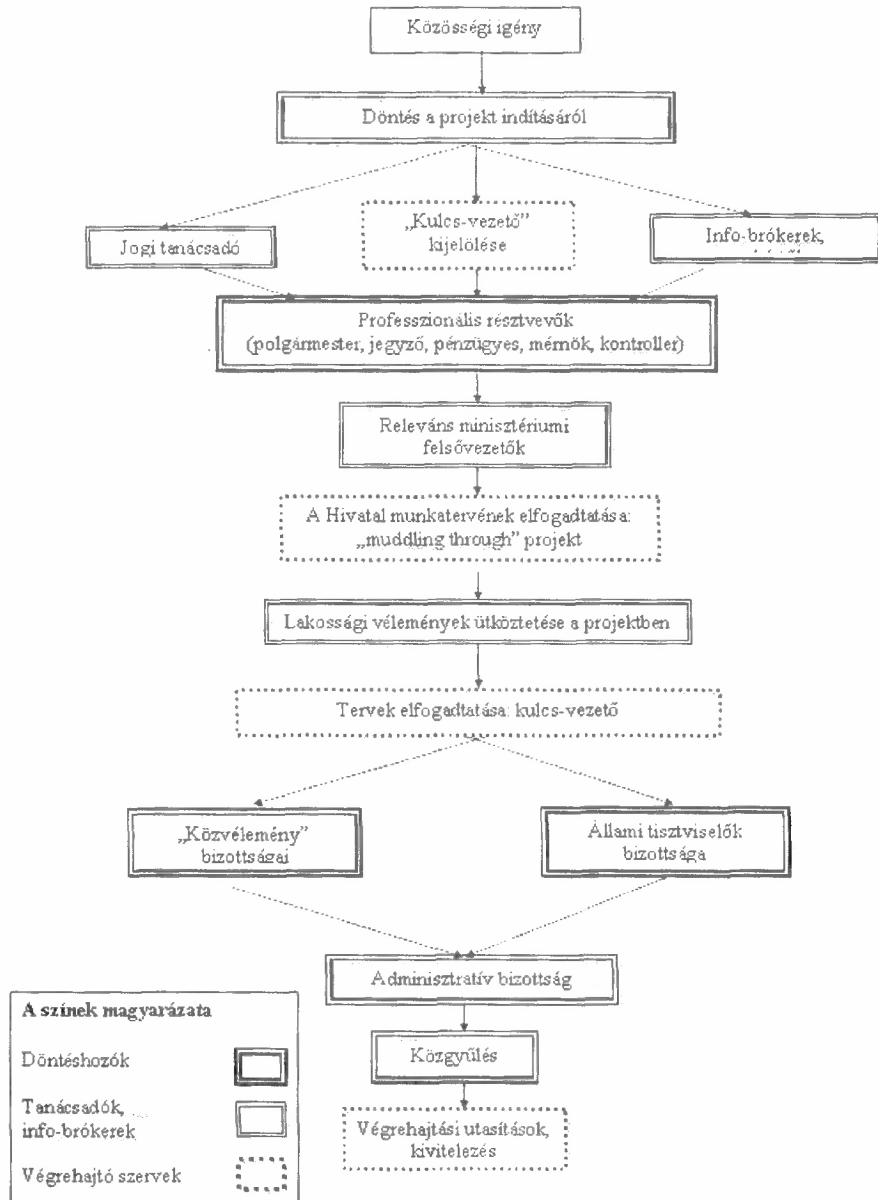 Közösségi igény
Döntés a projekt indításáról
Jogi tanácsadó
„Kulcs-vezető”
kijelölése
Info-brókerek,
Professzionális résztvevők
(polgármester, jegyző, pénzügyes, mérnök, kontroller)
Releváns minisztériumi
felsővezetők
A Hivatal munkatervének elfogadtatása:
„muddling through” projekt
Lakossági vélemények ütköztetése a projektben
Tervek elfogadtatása: kulcs-vezető
„Közvélemény”
bizottságai
Állami tisztviselők
bizottsága
Adminisztratív bizottság
Közgyűlés
Végrehajtási utasítások,
kivitelezés
A színek magyarázata
Döntéshozók
Tanácsadók,
info-brókerek
Végrehajtó szervek